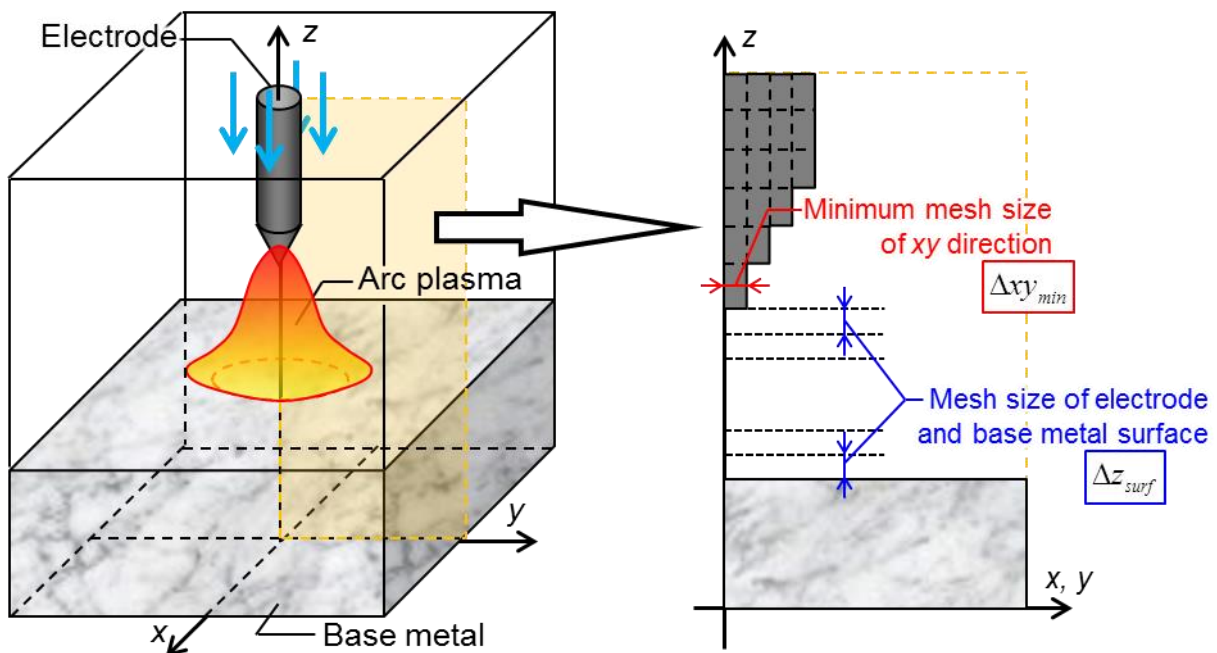 Electrode
z
Arc plasma
y
x
Base metal
z
Minimum mesh size
of xy direction
Δxy_min
Mesh size of electrode
and base metal surface
Δz_surf
x, y